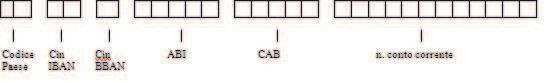 Codice Cin Cin ABI CAB n. conto corrente
Paese IBAN BBAN